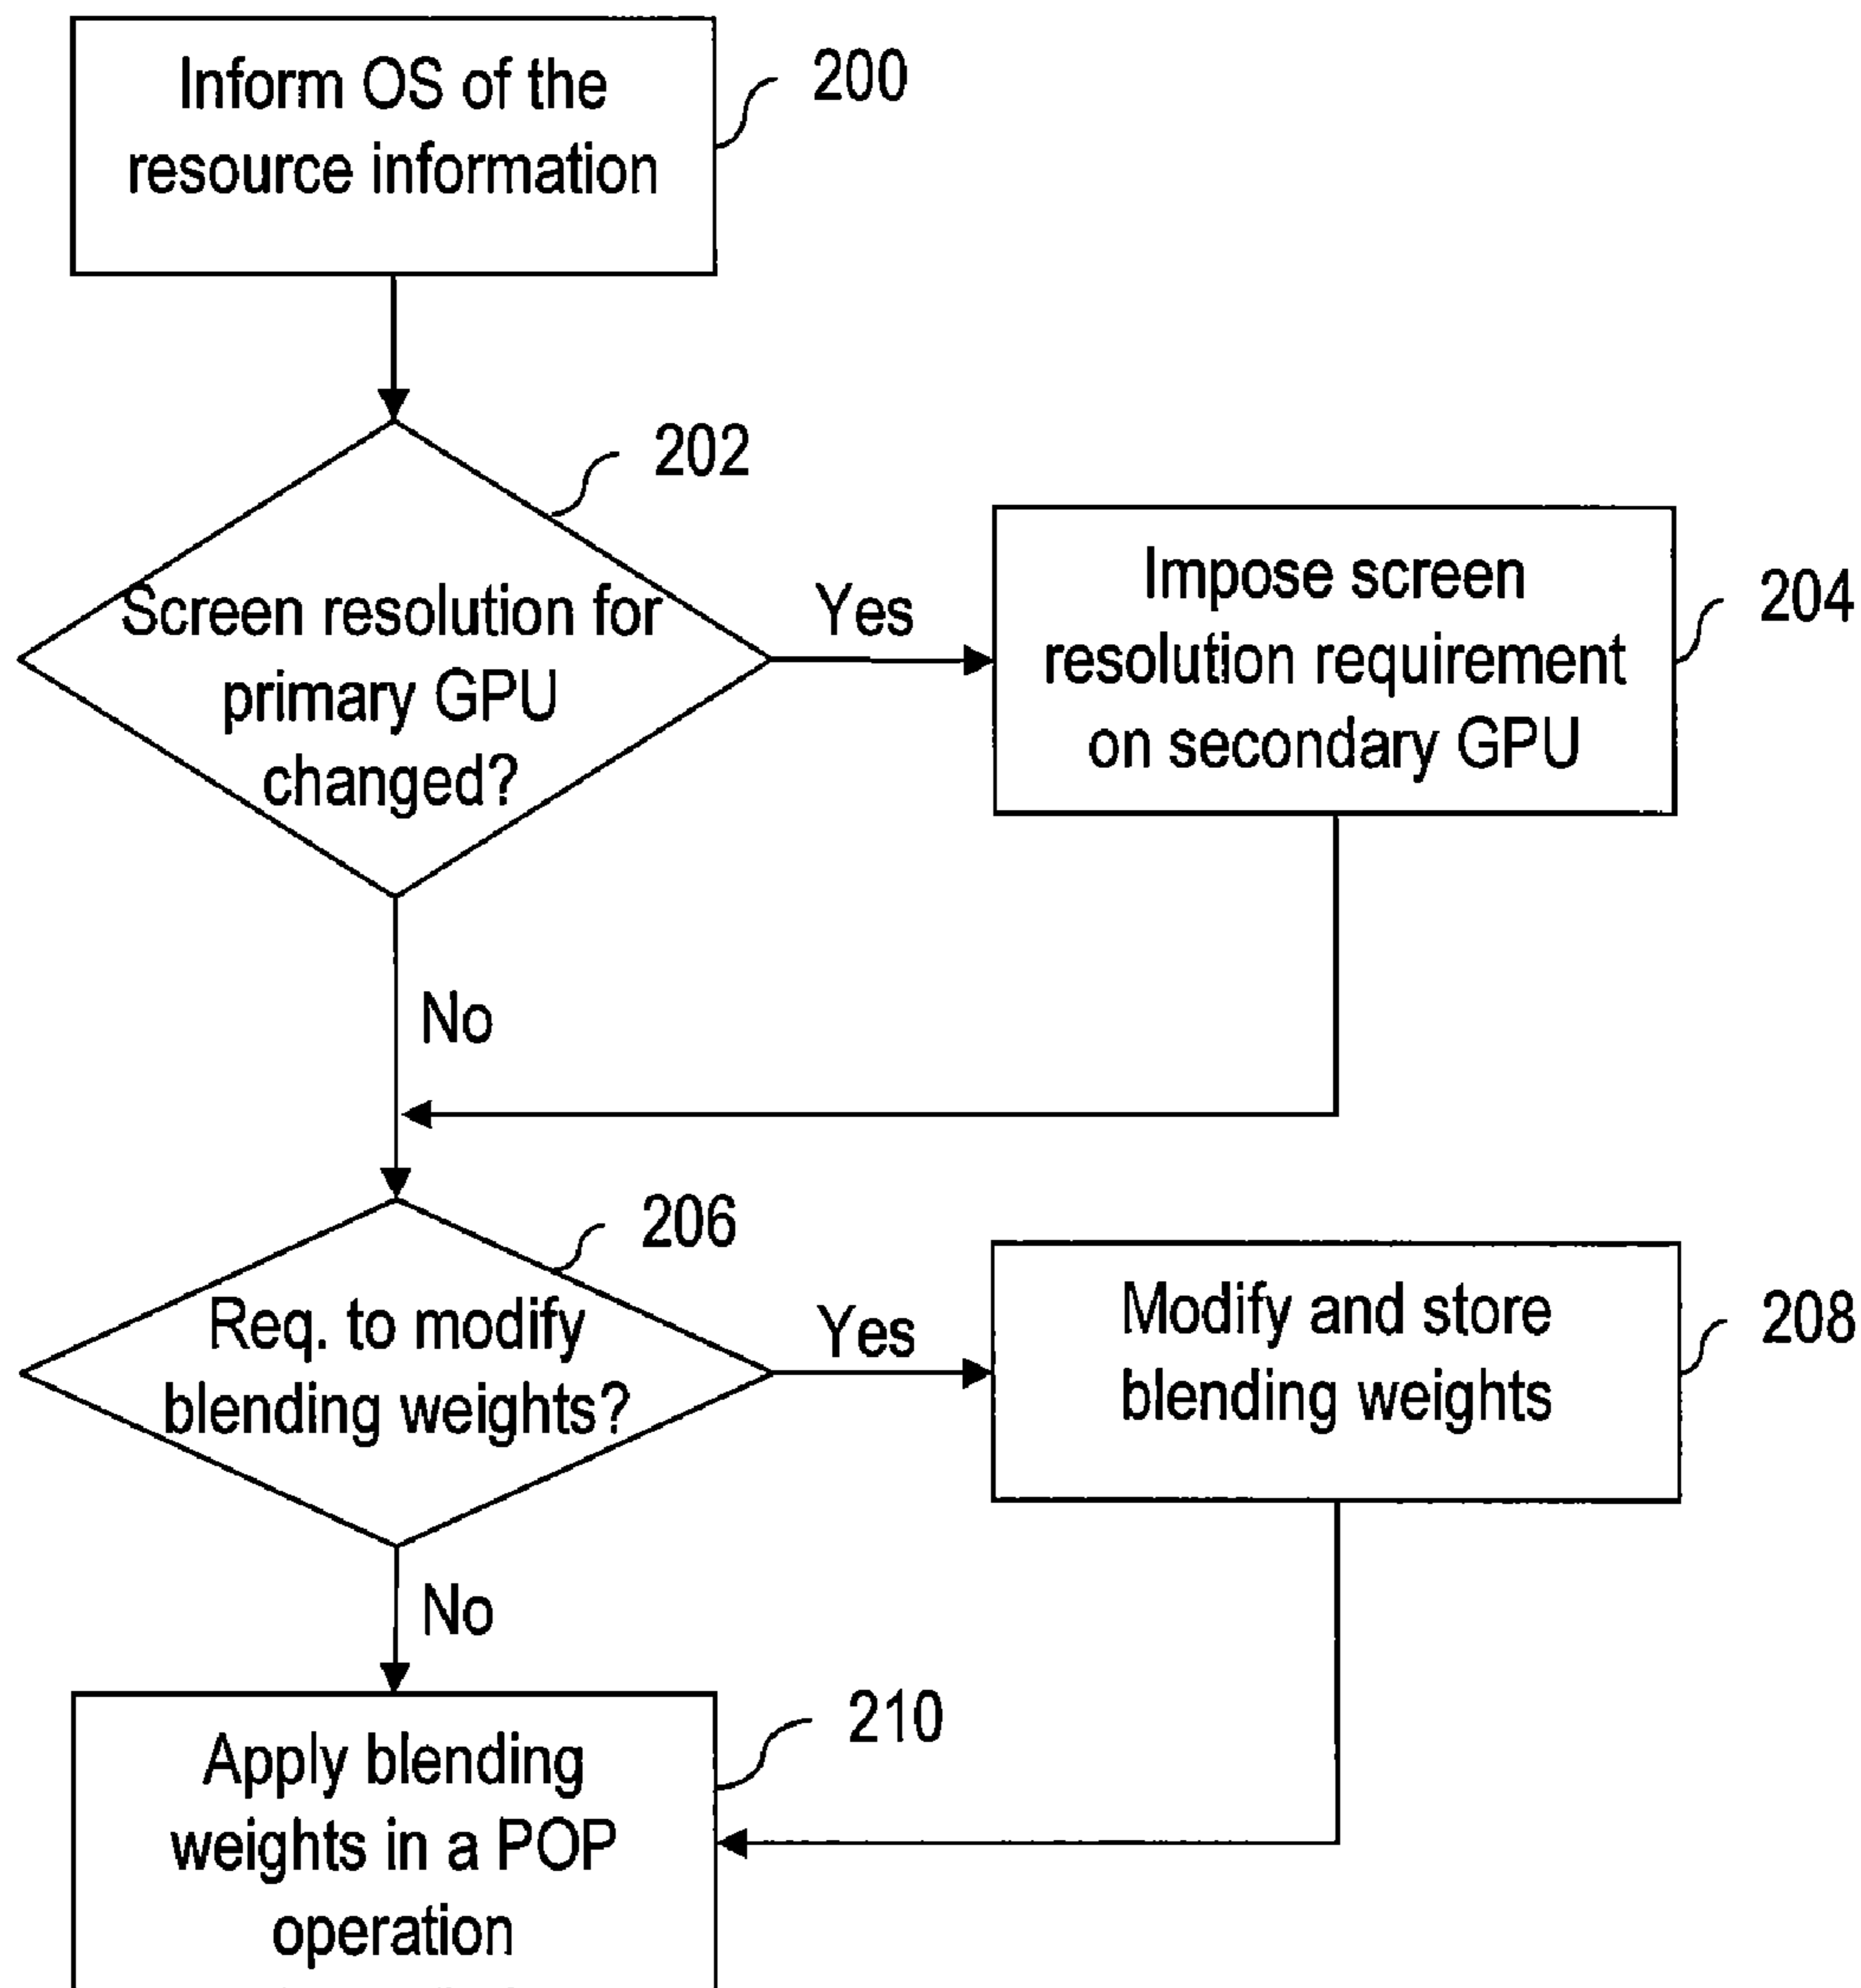 Inform OS of the
resource information
200
202
Screen resolution for
primary GPU
changed?
Yes
Impose screen
resolution requirement
on secondary GPU
204
No
206
Req. to modify
blending weights?
Yes
Modify and store
blending weights
208
No
Apply blending
weights in a POP
operation
210